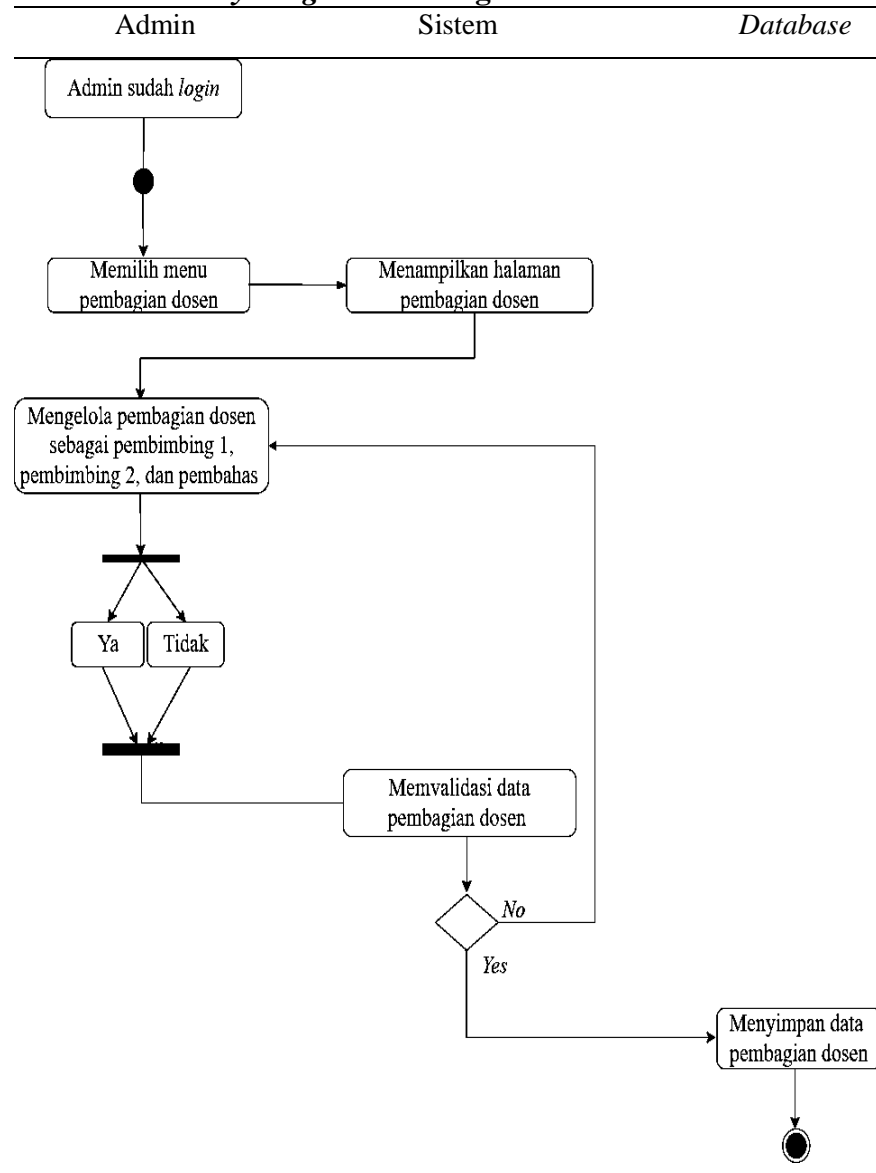 Admin Sistem Database
Admin sudah login
Memilih menu
pembagian dosen
Menampilkan halaman
pembagian dosen
Mengelola pembagian dosen
sebagai pembimbing 1,
pembimbing 2, dan pembahas
Ya
Tidak
Memvalidasi data
pembagian dosen
No
Yes
Menyimpan data
pembagian dosen